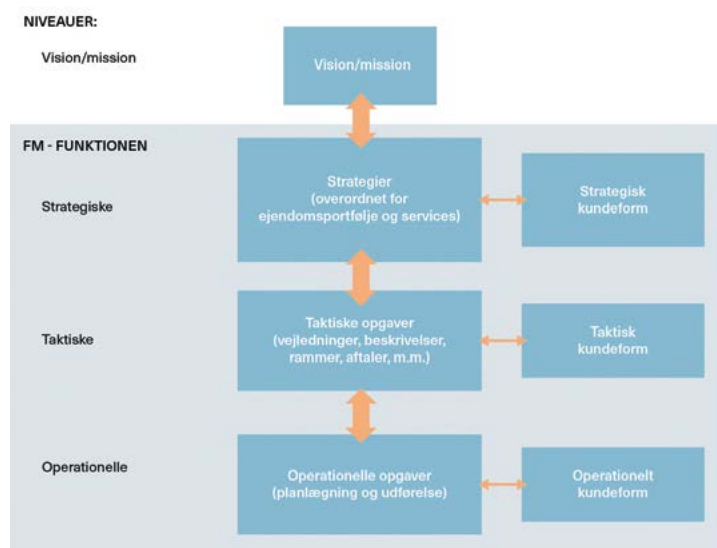 NIVEAUER:
Vision/mission
Vision/mission
FM - FUNKTIONEN
Strategiske
Strategier
(overordnet for
ejendomsportfølje og services)
Strategisk
kundeform
Taktiske
Taktiske opgaver
(vejledninger, beskrivelser,
rammer, aftaler, m.m.)
Taktisk
kundeform
Operationelle
Operationelle opgaver
(planlægning og udførelse)
Operationelt
kundeform